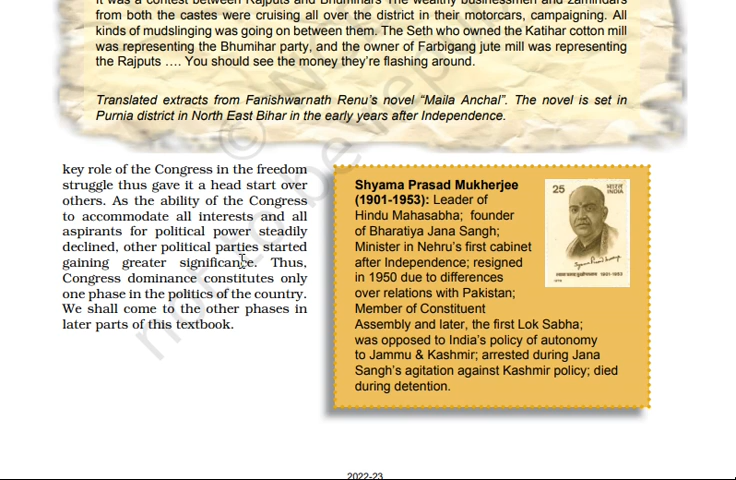 It was a contest between Rajputs and Bhumihars The wealthy businessmen and zamindars
from both the castes were cruising all over the district in their motorcars, campaigning. All
kinds of mudslinging was going on between them. The Seth who owned the Katihar cotton mill
was representing the Bhumihar party, and the owner of Farbigang jute mill was representing
the Rajputs …. You should see the money they’re flashing around.
Translated extracts from Fanishwarnath Renu’s novel “Maila Anchal”. The novel is set in
Purnia district in North East Bihar in the early years after Independence.
key role of the Congress in the freedom
struggle thus gave it a head start over
others. As the ability of the Congress
to accommodate all interests and all
aspirants for political power steadily
declined, other political parties started
gaining greater significance. Thus,
Congress dominance constitutes only
one phase in the politics of the country.
We shall come to the other phases in
later parts of this textbook.
Shyama Prasad Mukherjee
(1901-1953): Leader of
Hindu Mahasabha; founder
of Bharatiya Jana Sangh;
Minister in Nehru’s first cabinet
after Independence; resigned
in 1950 due to differences
over relations with Pakistan;
Member of Constituent
Assembly and later, the first Lok Sabha;
was opposed to India’s policy of autonomy
to Jammu & Kashmir; arrested during Jana
Sangh’s agitation against Kashmir policy; died
during detention.
25 भारत
INDIA
1901-1953
©
not to be
2022-23